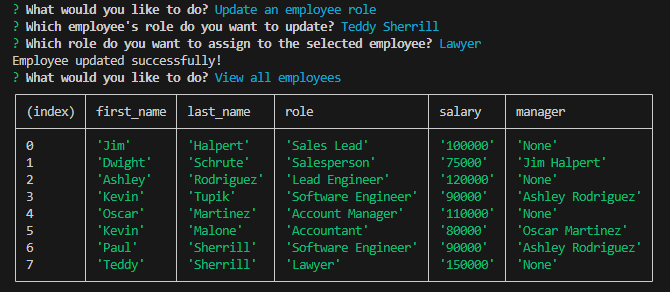 ? What would you like to do? Update an employee role
? Which employee's role do you want to update? Teddy Sherrill
? Which role do you want to assign to the selected employee? Lawyer
Employee updated successfully!
? What would you like to do? View all employees
(index) first_name last_name role salary manager
0 'Jim' 'Halpert' 'Sales Lead' '100000' 'None'
1 'Dwight' 'Schrute' 'Salesperson' '75000' 'Jim Halpert'
2 'Ashley' 'Rodriguez' 'Lead Engineer' '120000' 'None'
3 'Kevin' 'Tupik' 'Software Engineer' '90000' 'Ashley Rodriguez'
4 'Oscar' 'Martinez' 'Account Manager' '110000' 'None'
5 'Kevin' 'Malone' 'Accountant' '80000' 'Oscar Martinez'
6 'Paul' 'Sherrill' 'Software Engineer' '90000' 'Ashley Rodriguez'
7 'Teddy' 'Sherrill' 'Lawyer' '150000' 'None'